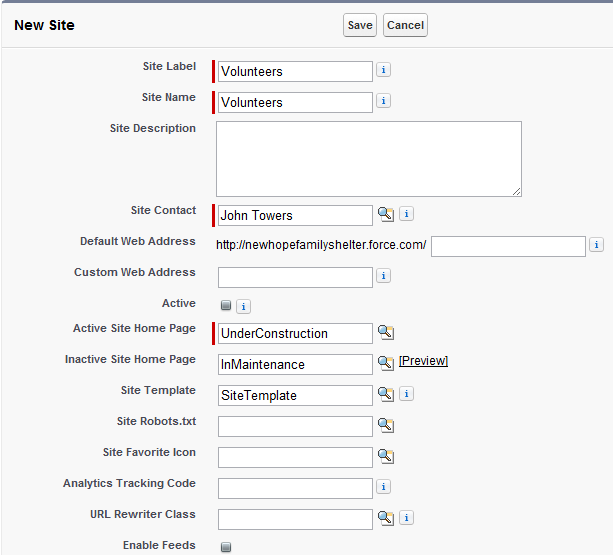 New Site Save Cancel
Site Label Volunteers i
Site Name Volunteers i
Site Description
Site Contact John Towers i
Default Web Address http://newhopefamilyshelter.force.com/ i
Custom Web Address i
Active i
Active Site Home Page UnderConstruction
Inactive Site Home Page InMaintenance [Preview]
Site Template SiteTemplate i
Site Robots.txt
Site Favorite Icon
Analytics Tracking Code i
URL Rewriter Class i
Enable Feeds